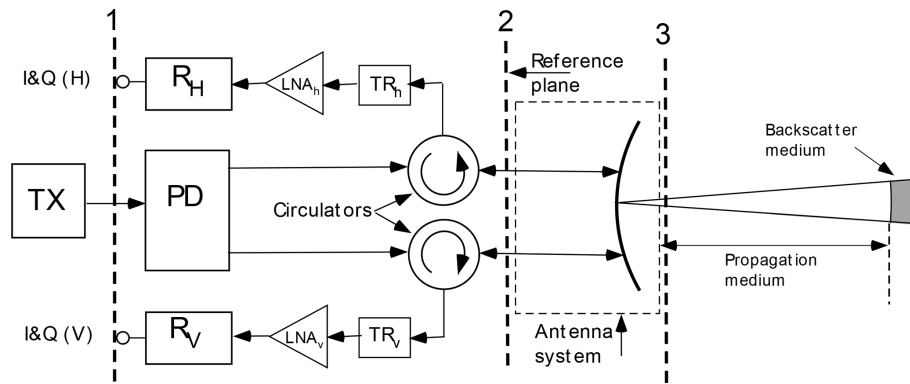 1
2
3
I&Q (H)
R_H
LNA_h
TR_h
Reference
plane
Backscatter
medium
TX
PD
Circulators
Propagation
medium
I&Q (V)
R_V
LNA_v
TR_v
Antenna
system